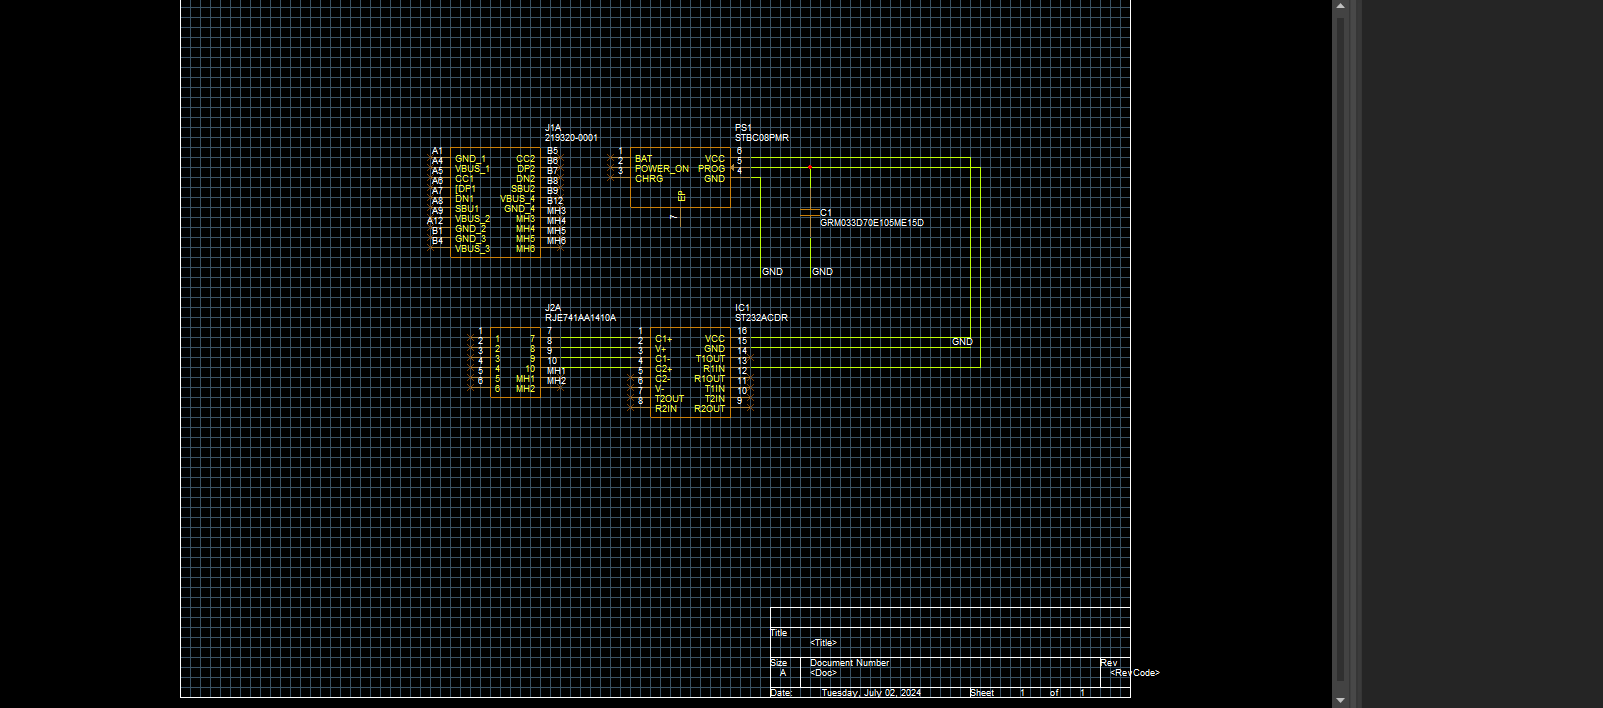 J1A
219320-0001
A1
A4
A5
A6
A7
A8
A9
A12
B1
B4
GND_1
VBUS_1
CC1
[DP1
DN1
SBU1
VBUS_2
GND_2
GND_3
VBUS_3
CC2
DP2
DN2
SBU2
VBUS_4
GND_4
MH3
MH4
MH5
MH6
B5
B6
B7
B8
B9
B12
MH3
MH4
MH5
MH6
PS1
STBC08PMR
1
2
3
BAT
POWER_ON
CHRG
EP
7
VCC
PROG
GND
6
5
4
C1
GRM033D70E105ME15D
GND
GND
J2A
RJE741AA1410A
1
2
3
4
5
6
1
2
3
4
5
6
7
8
9
10
MH1
MH2
7
8
9
10
MH1
MH2
IC1
ST232ACDR
1
2
3
4
5
6
7
8
C1+
V+
C1-
C2+
C2-
V-
T2OUT
R2IN
VCC
GND
T1OUT
R1IN
R1OUT
T1IN
T2IN
R2OUT
16
15
14
13
12
11
10
9
GND
Title
<Title>
Size
A
Document Number
<Doc>
Rev
<RevCode>
Date:
Tuesday, July 02, 2024
Sheet 1 of 1